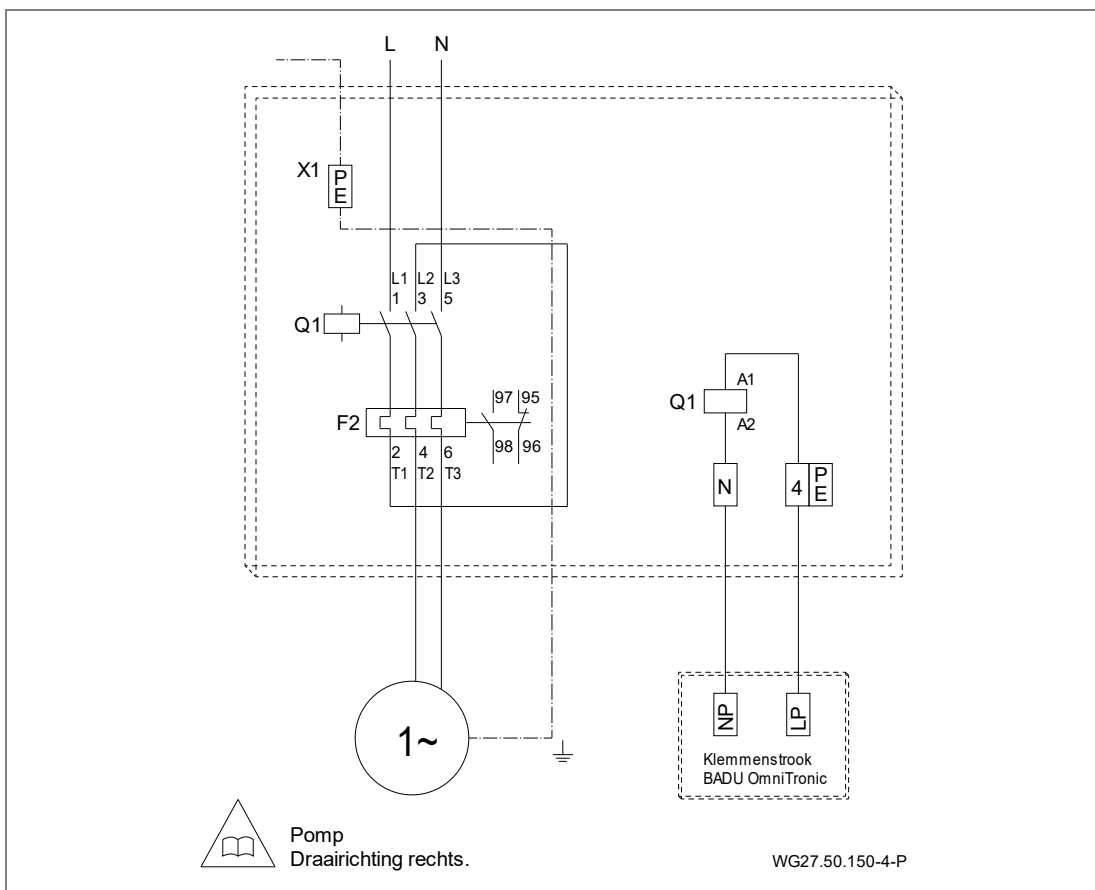 L N
X1
PE
L1 L2 L3
1 3 5
Q1
F2
97 95
98 96
2 4 6
T1 T2 T3
Q1
A1
A2
N
4
PE
1~
NP
LP
Klemmenstrook
BADU OmniTronic
Pomp
Draairichting rechts.
WG27.50.150-4-P